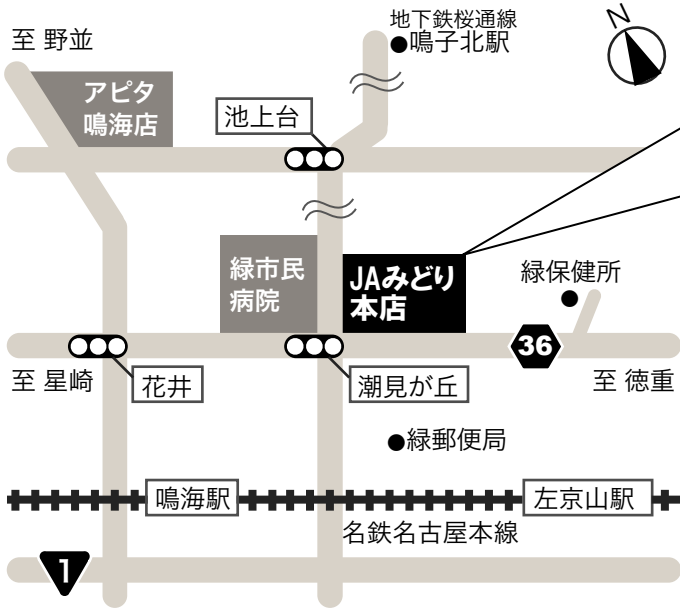 地下鉄桜通線
鳴子北駅
N
至 野並
アピタ
鳴海店
池上台
緑市民
病院
JAみどり
本店
緑保健所
36
至 星崎
花井
潮見が丘
至 徳重
緑郵便局
鳴海駅
左京山駅
名鉄名古屋本線
1